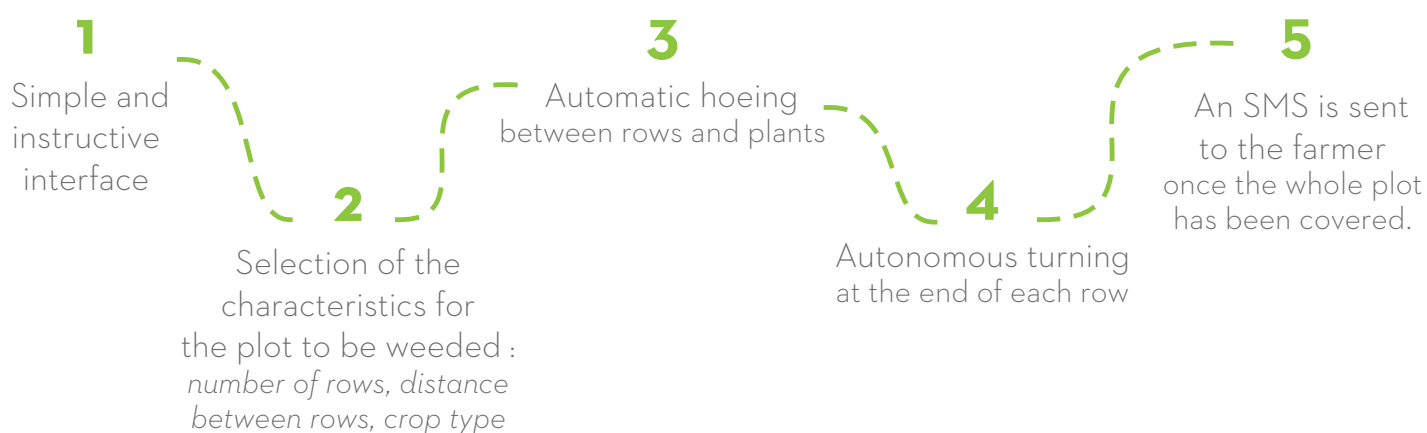 1
Simple and
instructive
interface
2
Selection of the
characteristics for
the plot to be weeded :
number of rows, distance
between rows, crop type
3
Automatic hoeing
between rows and plants
4
Autonomous turning
at the end of each row
5
An SMS is sent
to the farmer
once the whole plot
has been covered.